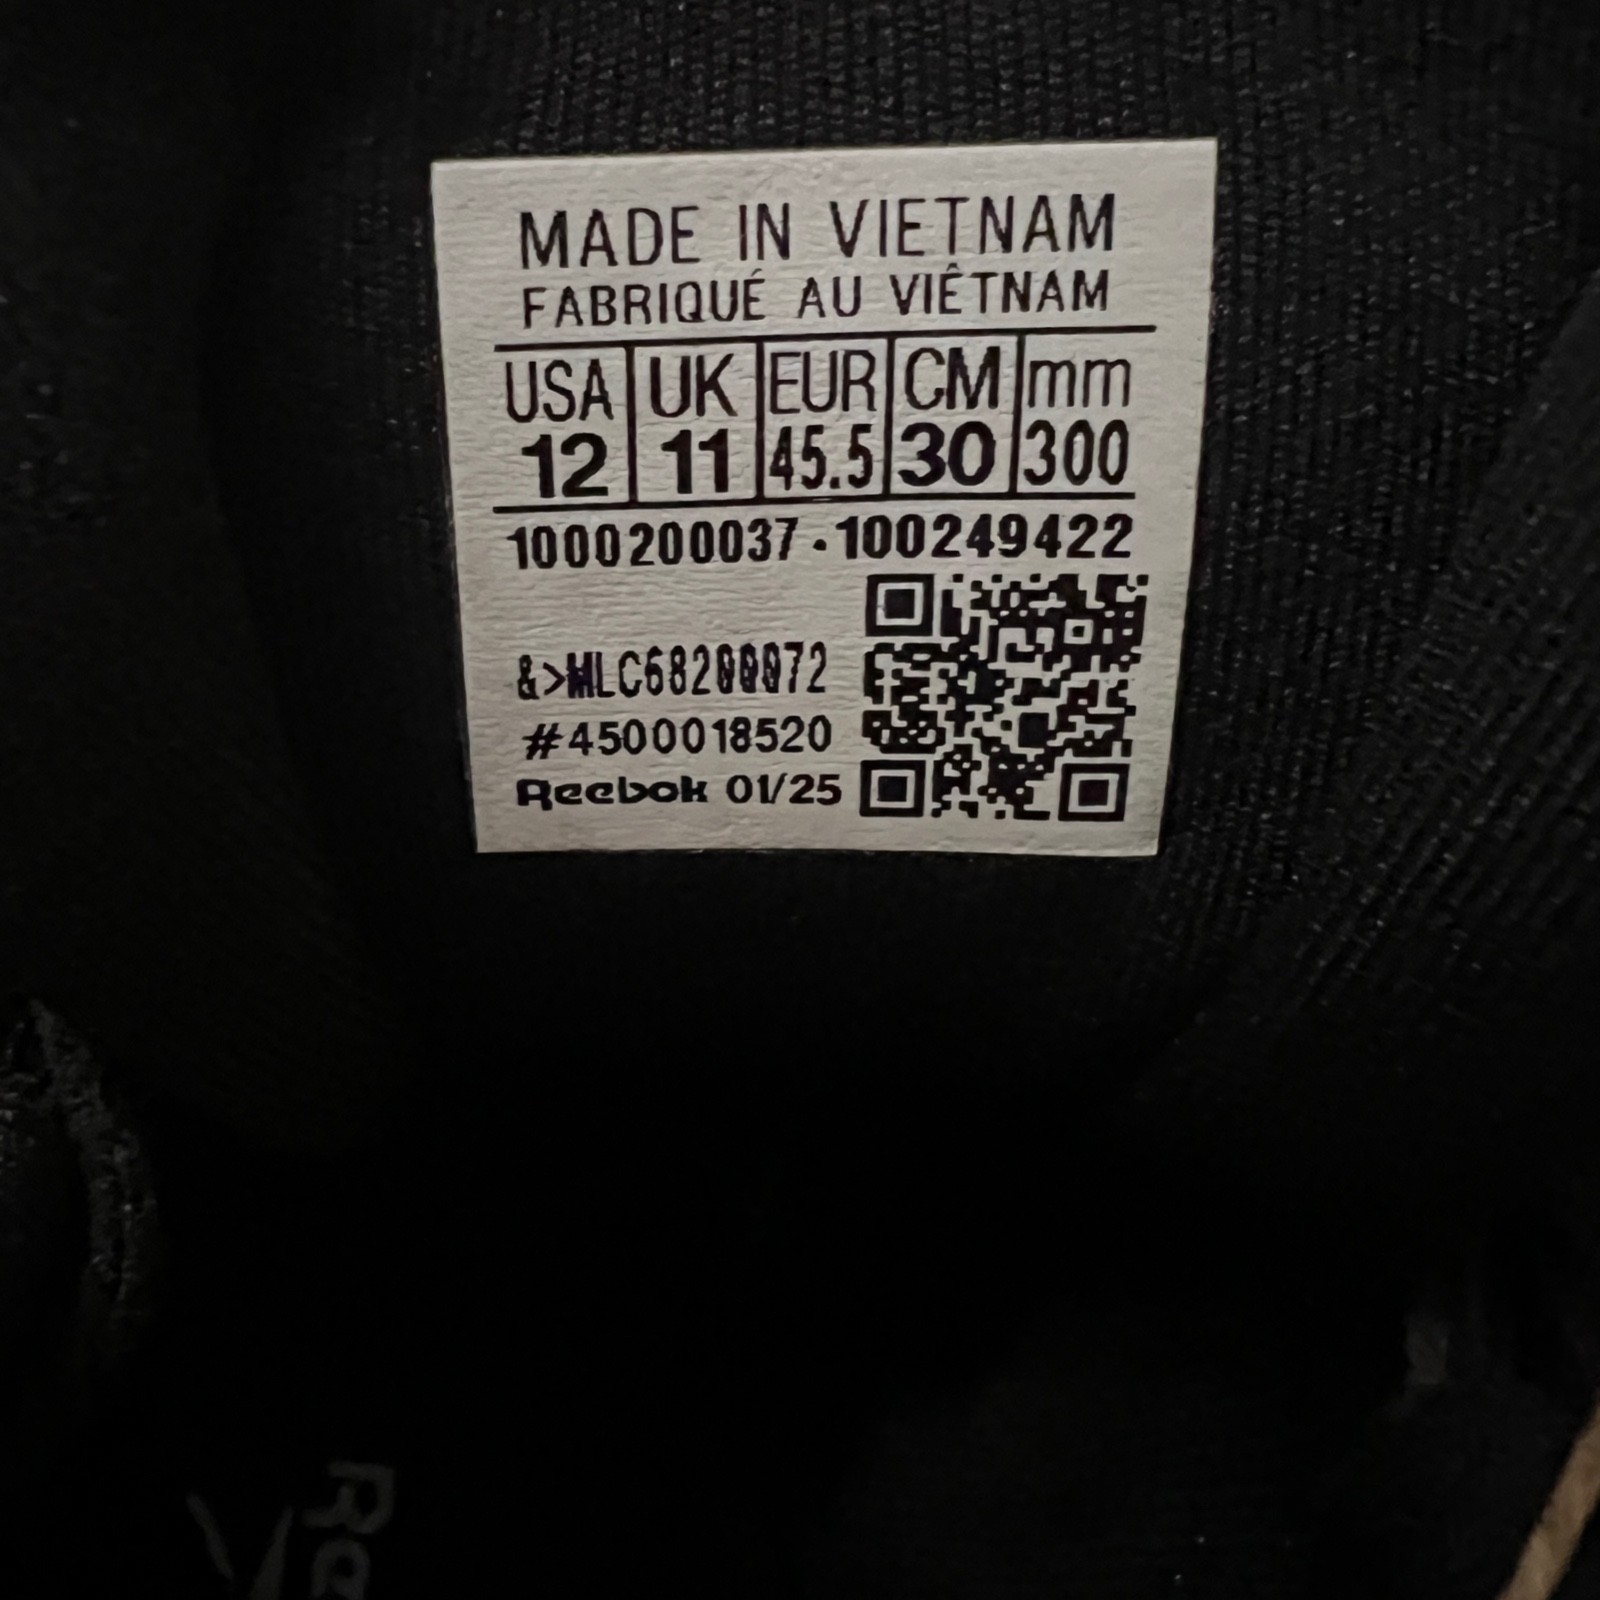 MADE IN VIETNAM
FABRIQUÉ AU VIÊTNAM
USA UK EUR CM mm
12 11 45.5 30 300
1000200037 · 100249422
&>MLC68200072
#4500018520
Reebok 01/25